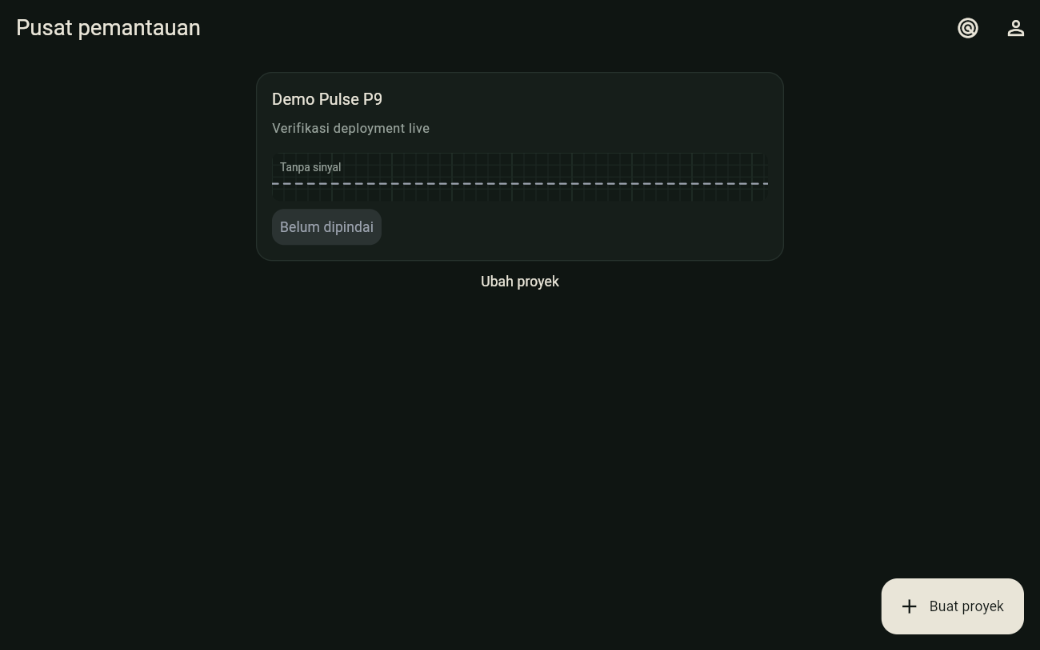 Pusat pemantauan
Demo Pulse P9
Verifikasi deployment live
Tanpa sinyal
Belum dipindai
Ubah proyek
Buat proyek